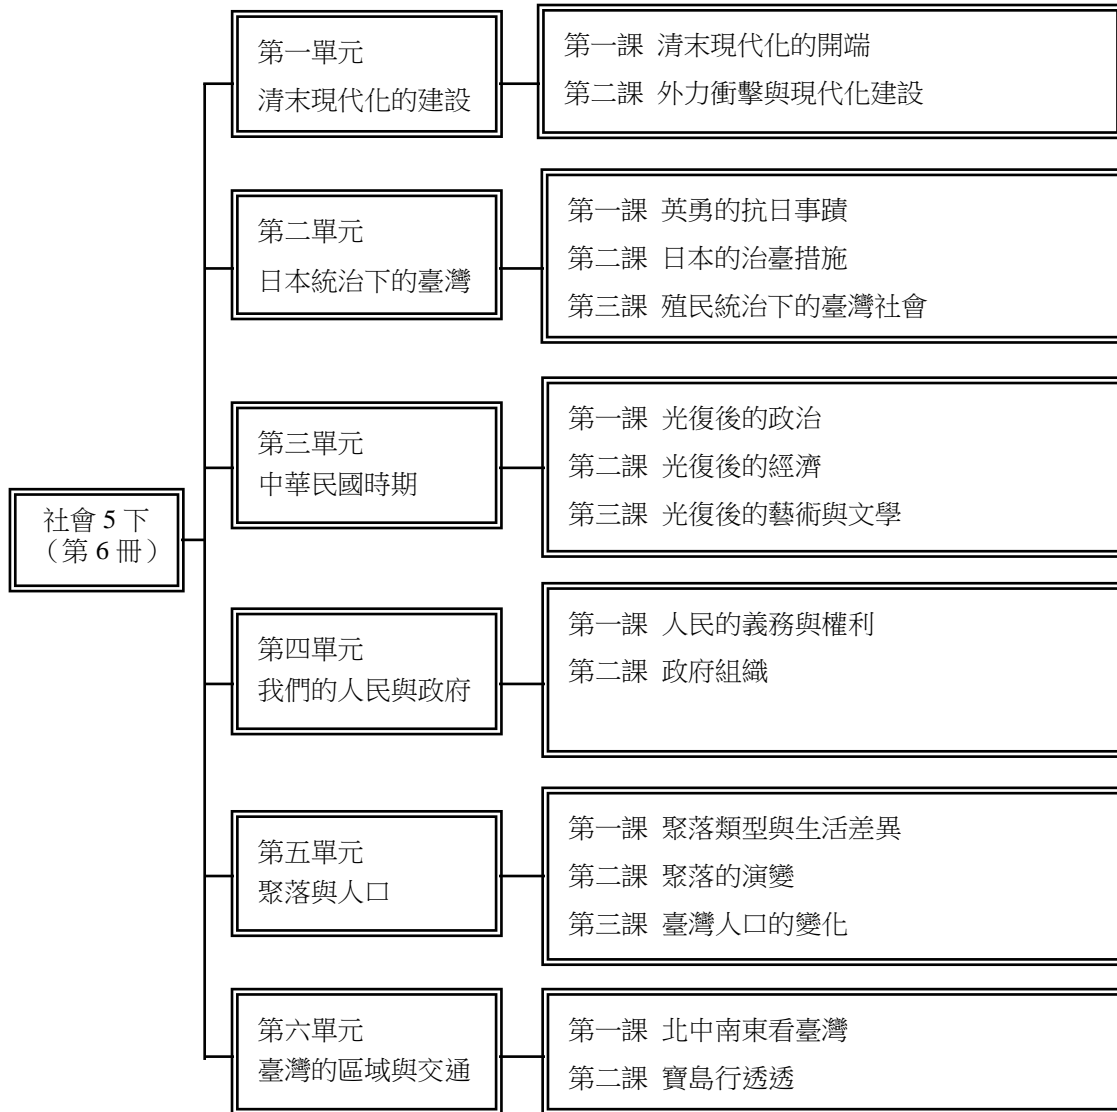 社會 5 下
（第 6 冊）
第一單元
清末現代化的建設
第一課 清末現代化的開端
第二課 外力衝擊與現代化建設
第二單元
日本統治下的臺灣
第一課 英勇的抗日事蹟
第二課 日本的治臺措施
第三課 殖民統治下的臺灣社會
第三單元
中華民國時期
第一課 光復後的政治
第二課 光復後的經濟
第三課 光復後的藝術與文學
第四單元
我們的人民與政府
第一課 人民的義務與權利
第二課 政府組織
第五單元
聚落與人口
第一課 聚落類型與生活差異
第二課 聚落的演變
第三課 臺灣人口的變化
第六單元
臺灣的區域與交通
第一課 北中南東看臺灣
第二課 寶島行透透